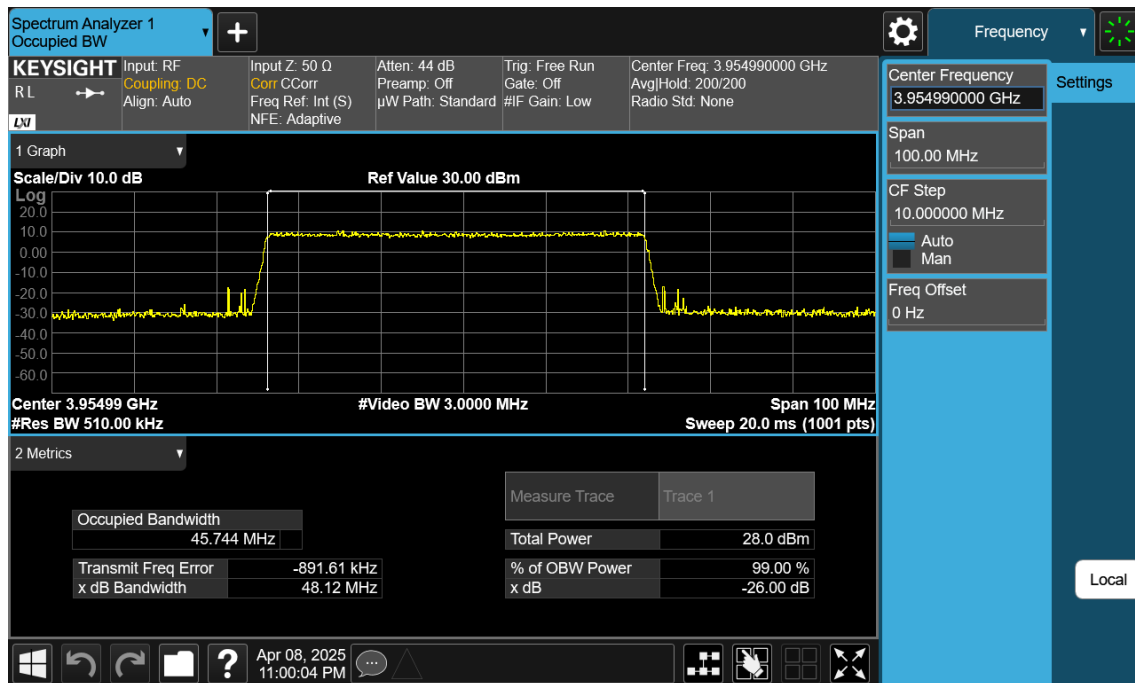 Spectrum Analyzer 1
Occupied BW
Frequency
KEYSIGHT
R L
LXI
Input: RF
Coupling: DC
Align: Auto
Input Z: 50 Ω
Corr CCorr
Freq Ref: Int (S)
NFE: Adaptive
Atten: 44 dB
Preamp: Off
µW Path: Standard
Trig: Free Run
Gate: Off
#IF Gain: Low
Center Freq: 3.954990000 GHz
Avg|Hold: 200/200
Radio Std: None
1 Graph
Scale/Div 10.0 dB
Ref Value 30.00 dBm
Log
20.0
10.0
0.00
-10.0
-20.0
-30.0
-40.0
-50.0
-60.0
Center 3.95499 GHz
#Video BW 3.0000 MHz
Span 100 MHz
#Res BW 510.00 kHz
Sweep 20.0 ms (1001 pts)
2 Metrics
Measure Trace Trace 1
Occupied Bandwidth
45.744 MHz
Total Power 28.0 dBm
Transmit Freq Error -891.61 kHz
% of OBW Power 99.00 %
x dB Bandwidth 48.12 MHz
x dB -26.00 dB
Center Frequency
3.954990000 GHz
Settings
Span
100.00 MHz
CF Step
10.000000 MHz
Auto
Man
Freq Offset
0 Hz
Local
?
Apr 08, 2025
11:00:04 PM